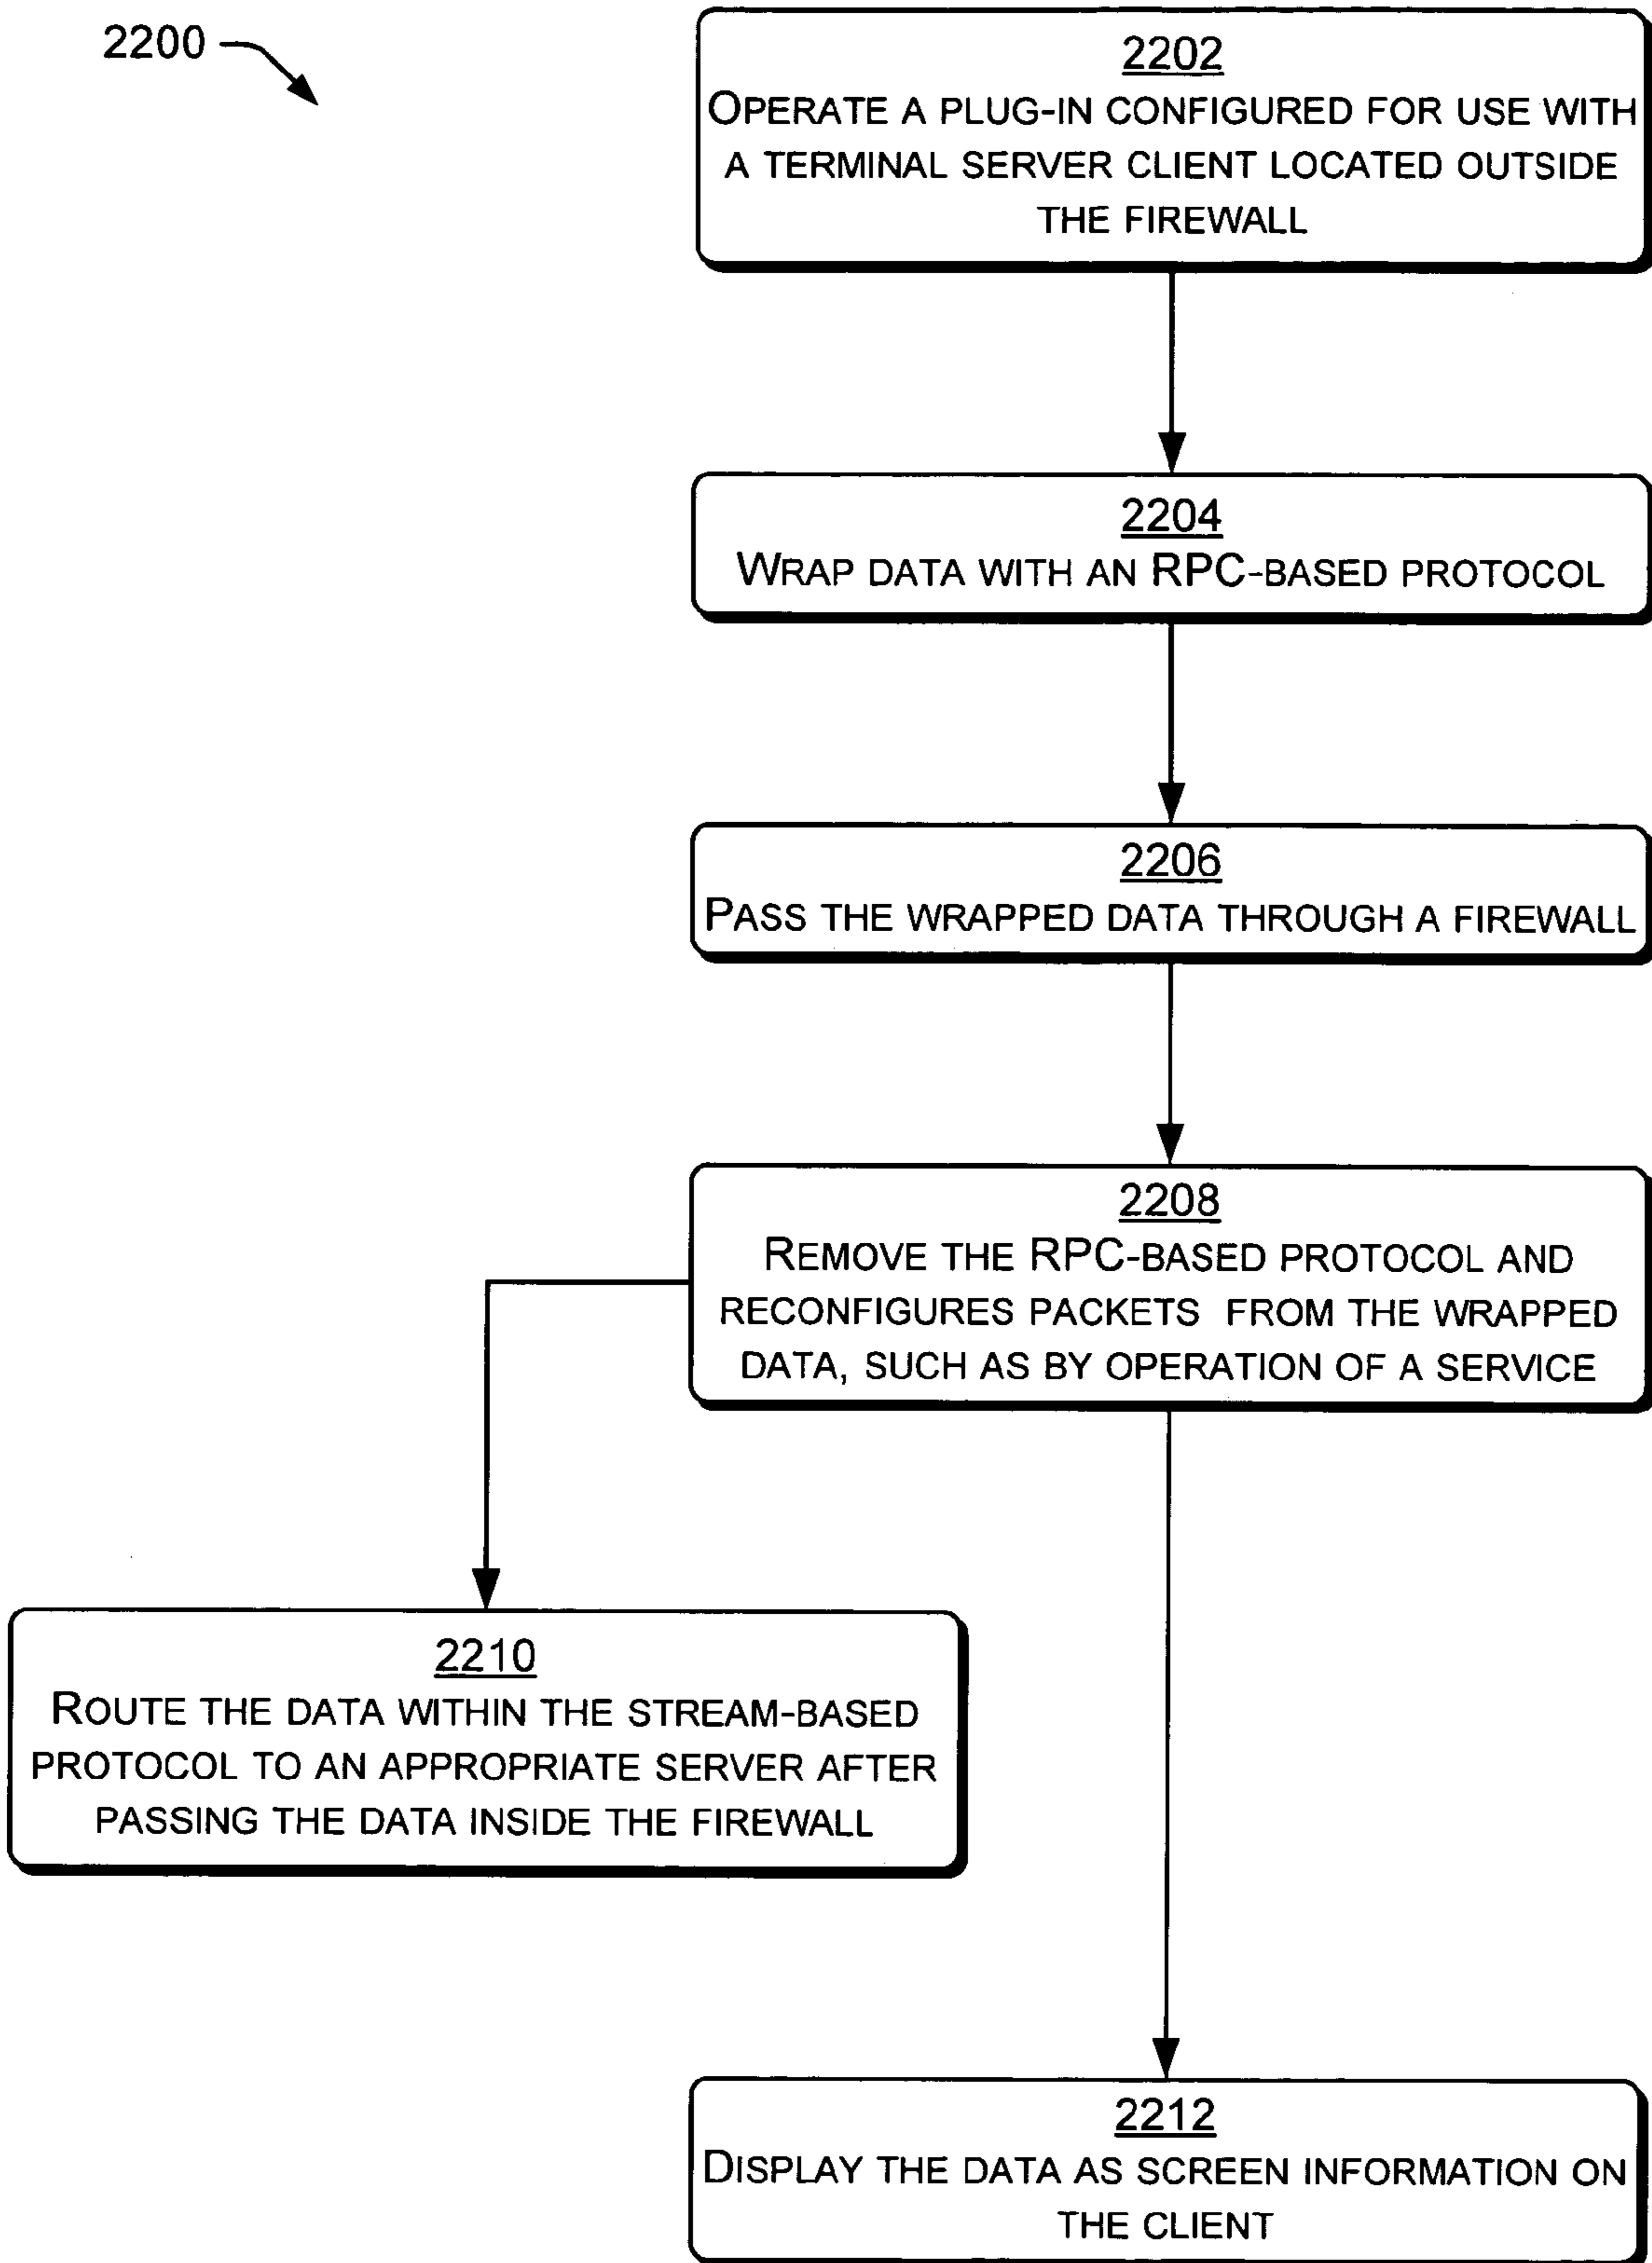 2200
2202
OPERATE A PLUG-IN CONFIGURED FOR USE WITH
A TERMINAL SERVER CLIENT LOCATED OUTSIDE
THE FIREWALL
2204
WRAP DATA WITH AN RPC-BASED PROTOCOL
2206
PASS THE WRAPPED DATA THROUGH A FIREWALL
2208
REMOVE THE RPC-BASED PROTOCOL AND
RECONFIGURES PACKETS FROM THE WRAPPED
DATA, SUCH AS BY OPERATION OF A SERVICE
2210
ROUTE THE DATA WITHIN THE STREAM-BASED
PROTOCOL TO AN APPROPRIATE SERVER AFTER
PASSING THE DATA INSIDE THE FIREWALL
2212
DISPLAY THE DATA AS SCREEN INFORMATION ON
THE CLIENT